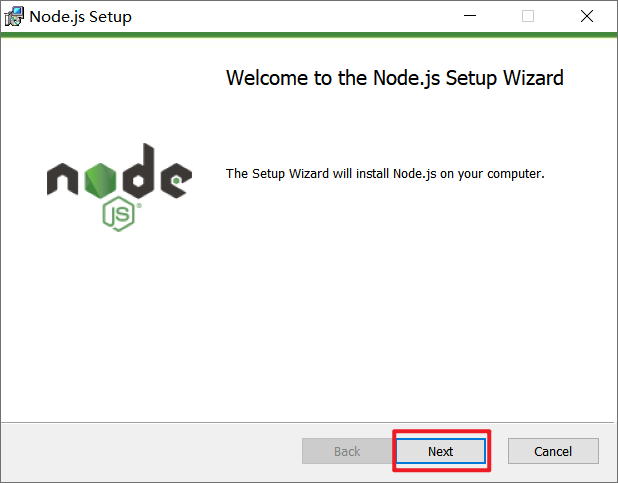 Node.js Setup
Welcome to the Node.js Setup Wizard
The Setup Wizard will install Node.js on your computer.
node
JS
Back
Next
Cancel